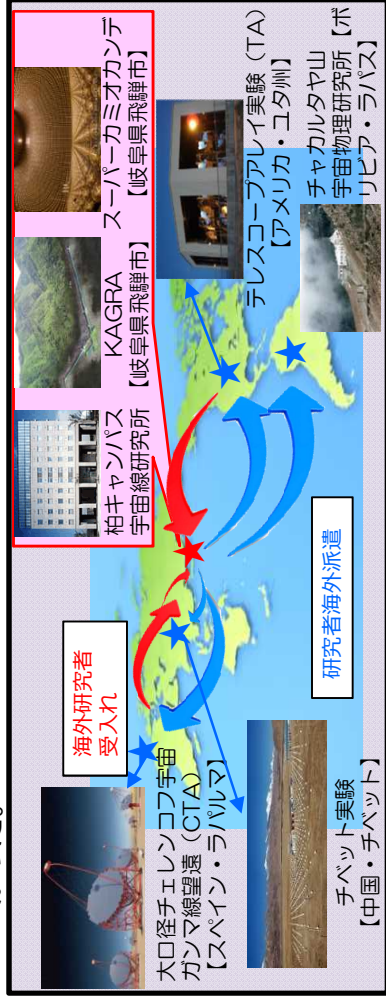 海外研究者
受入れ
柏キャンパス
宇宙線研究所
KAGRA
【岐阜県飛騨市】
スーパーカミオカンデ
【岐阜県飛騨市】
大口径チェレンコフ宇宙
ガンマ線望遠（CTA）
【スペイン・ラパルマ】
テレスコープアレイ実験（TA）
【アメリカ・ユタ州】
チベット実験
【中国・チベット】
研究者海外派遣
チャカルタヤ山
宇宙物理研究所【ボ
リビア・ラパス】